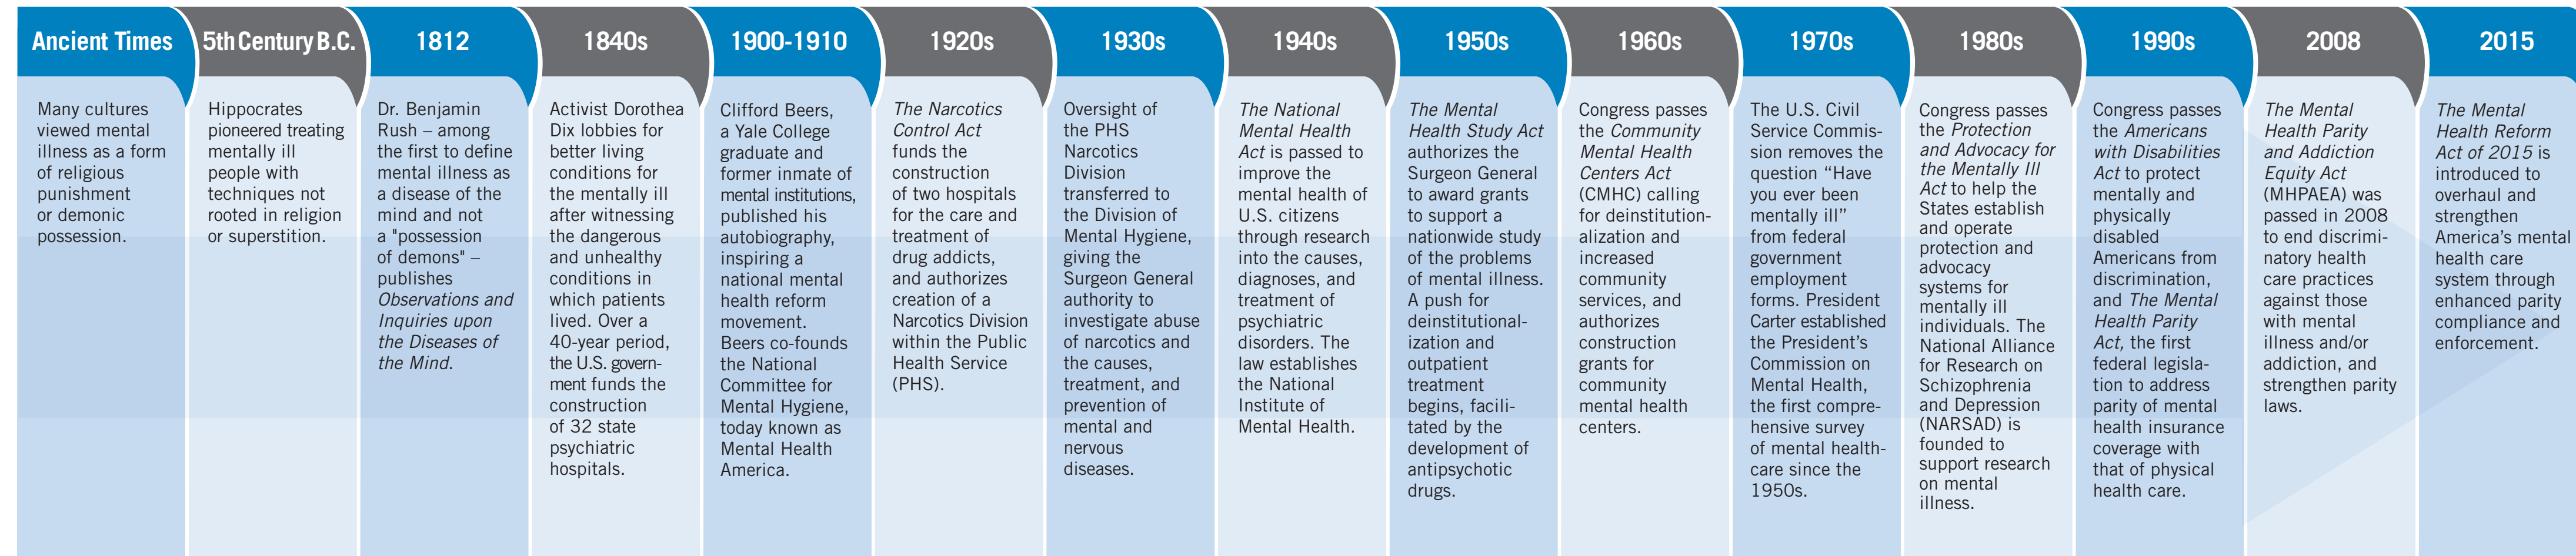 Ancient Times
Many cultures
viewed mental
illness as a form
of religious
punishment
or demonic
possession.
5th Century B.C.
Hippocrates
pioneered treating
mentally ill
people with
techniques not
rooted in religion
or superstition.
1812
Dr. Benjamin
Rush – among
the first to define
mental illness as
a disease of the
mind and not
a "possession
of demons" –
publishes
Observations and
Inquiries upon
the Diseases of
the Mind.
1840s
Activist Dorothea
Dix lobbies for
better living
conditions for
the mentally ill
after witnessing
the dangerous
and unhealthy
conditions in
which patients
lived. Over a
40-year period,
the U.S. govern-
ment funds the
construction
of 32 state
psychiatric
hospitals.
1900-1910
Clifford Beers,
a Yale College
graduate and
former inmate of
mental institutions,
published his
autobiography,
inspiring a
national mental
health reform
movement.
Beers co-founds
the National
Committee for
Mental Hygiene,
today known as
Mental Health
America.
1920s
The Narcotics
Control Act
funds the
construction
of two hospitals
for the care and
treatment of
drug addicts,
and authorizes
creation of a
Narcotics Division
within the Public
Health Service
(PHS).
1930s
Oversight of
the PHS
Narcotics
Division
transferred to
the Division of
Mental Hygiene,
giving the
Surgeon General
authority to
investigate abuse
of narcotics and
the causes,
treatment, and
prevention of
mental and
nervous
diseases.
1940s
The National
Mental Health
Act is passed to
improve the
mental health of
U.S. citizens
through research
into the causes,
diagnoses, and
treatment of
psychiatric
disorders. The
law establishes
the National
Institute of
Mental Health.
1950s
The Mental
Health Study Act
authorizes the
Surgeon General
to award grants
to support a
nationwide study
of the problems
of mental illness.
A push for
deinstitutional-
ization and
outpatient
treatment
begins, facili-
tated by the
development of
antipsychotic
drugs.
1960s
Congress passes
the Community
Mental Health
Centers Act
(CMHC) calling
for deinstitution-
alization and
increased
community
services, and
authorizes
construction
grants for
community
mental health
centers.
1970s
The U.S. Civil
Service Commis-
sion removes the
question “Have
you ever been
mentally ill”
from federal
government
employment
forms. President
Carter established
the President’s
Commission on
Mental Health,
the first compre-
hensive survey
of mental health-
care since the
1950s.
1980s
Congress passes
the Protection
and Advocacy for
the Mentally Ill
Act to help the
States establish
and operate
protection and
advocacy
systems for
mentally ill
individuals. The
National Alliance
for Research on
Schizophrenia
and Depression
(NARSAD) is
founded to
support research
on mental
illness.
1990s
Congress passes
the Americans
with Disabilities
Act to protect
mentally and
physically
disabled
Americans from
discrimination,
and The Mental
Health Parity
Act, the first
federal legisla-
tion to address
parity of mental
health insurance
coverage with
that of physical
health care.
2008
The Mental
Health Parity
and Addiction
Equity Act
(MHPAEA) was
passed in 2008
to end discrimi-
natory health
care practices
against those
with mental
illness and/or
addiction, and
strengthen parity
laws.
2015
The Mental
Health Reform
Act of 2015 is
introduced to
overhaul and
strengthen
America’s mental
health care
system through
enhanced parity
compliance and
enforcement.